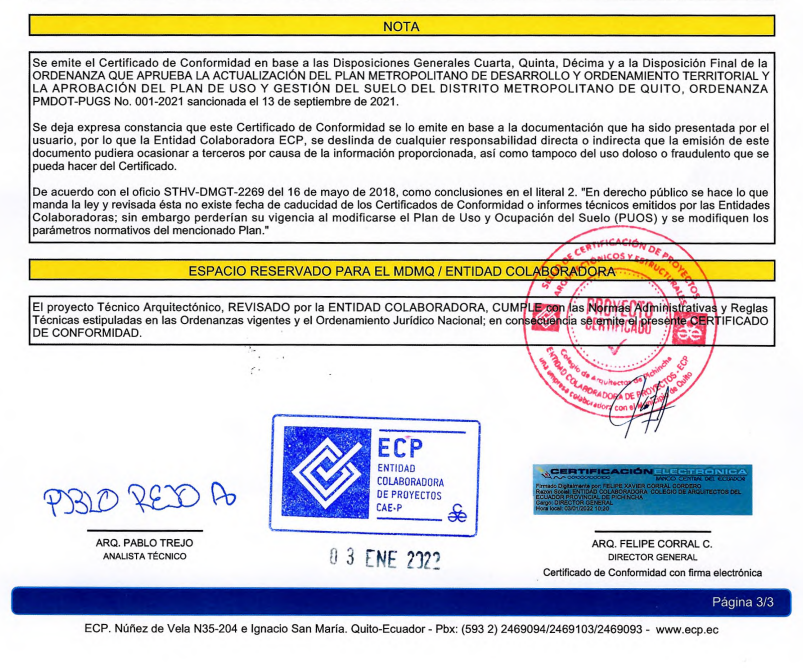 NOTA
Se emite el Certificado de Conformidad en base a las Disposiciones Generales Cuarta, Quinta, Décima y a la Disposición Final de la
ORDENANZA QUE APRUEBA LA ACTUALIZACIÓN DEL PLAN METROPOLITANO DE DESARROLLO Y ORDENAMIENTO TERRITORIAL Y
LA APROBACIÓN DEL PLAN DE USO Y GESTIÓN DEL SUELO DEL DISTRITO METROPOLITANO DE QUITO, ORDENANZA
PMDOT-PUGS No. 001-2021 sancionada el 13 de septiembre de 2021.
Se deja expresa constancia que este Certificado de Conformidad se lo emite en base a la documentación que ha sido presentada por el
usuario, por lo que la Entidad Colaboradora ECP, se deslinda de cualquier responsabilidad directa o indirecta que la emisión de este
documento pudiera ocasionar a terceros por causa de la información proporcionada, así como tampoco del uso doloso o fraudulento que se
pueda hacer del Certificado.
De acuerdo con el oficio STHV-DMGT-2269 del 16 de mayo de 2018, como conclusiones en el literal 2. "En derecho público se hace lo que
manda la ley y revisada ésta no existe fecha de caducidad de los Certificados de Conformidad o informes técnicos emitidos por las Entidades
Colaboradoras; sin embargo perderían su vigencia al modificarse el Plan de Uso y Ocupación del Suelo (PUOS) y se modifiquen los
parámetros normativos del mencionado Plan."
ESPACIO RESERVADO PARA EL MDMQ / ENTIDAD COLABORADORA
El proyecto Técnico Arquitectónico, REVISADO por la ENTIDAD COLABORADORA, CUMPLE con las Normas Administrativas y Reglas
Técnicas estipuladas en las Ordenanzas vigentes y el Ordenamiento Jurídico Nacional; en consecuencia se emite el presente CERTIFICADO
DE CONFORMIDAD.
SELLO DE CERTIFICACIÓN DE PROYECTOS
ARQUITECTÓNICOS Y ESTRUCTURALES
PROYECTO
CERTIFICADO
Colegio de Arquitectos de Pichincha
ENTIDAD COLABORADORA DE PROYECTOS - ECP
una empresa colaboradora con el Municipio de Quito
ECP
ENTIDAD
COLABORADORA
DE PROYECTOS
CAE-P
03 ENE 2022
PABLO TREJO A
ARQ. PABLO TREJO
ANALISTA TÉCNICO
CERTIFICACIÓN ELECTRÓNICA
BANCO CENTRAL DEL ECUADOR
Firmado Digitalmente por: FELIPE XAVIER CORRAL CORDERO
Razon Social: ENTIDAD COLABORADORA COLEGIO DE ARQUITECTOS DEL
ECUADOR PROVINCIAL DE PICHINCHA
Cargo: DIRECTOR GENERAL
Hora local: 03/01/2022 10:20
ARQ. FELIPE CORRAL C.
DIRECTOR GENERAL
Certificado de Conformidad con firma electrónica
Página 3/3
ECP. Núñez de Vela N35-204 e Ignacio San María. Quito-Ecuador - Pbx: (593 2) 2469094/2469103/2469093 - www.ecp.ec